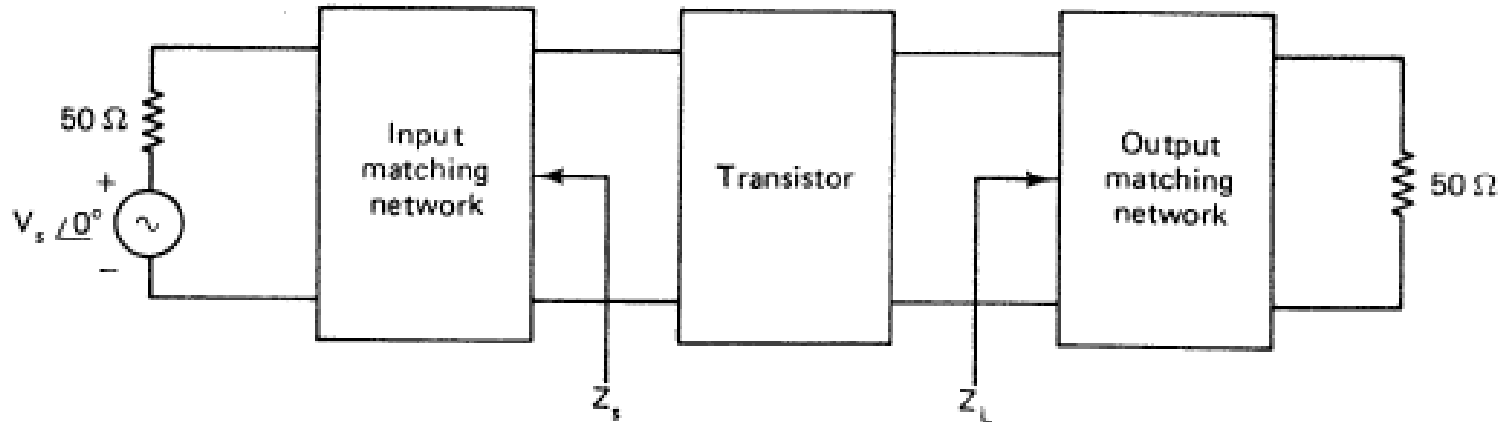 50 Ω
+
V_s ∠0°
−
Input
matching
network
Z_s
Transistor
Z_L
Output
matching
network
50 Ω